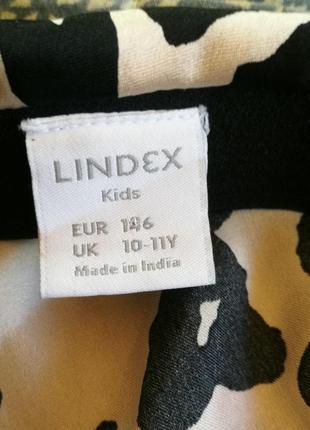 LINDEX
Kids
EUR 146
UK 10-11Y
Made in India